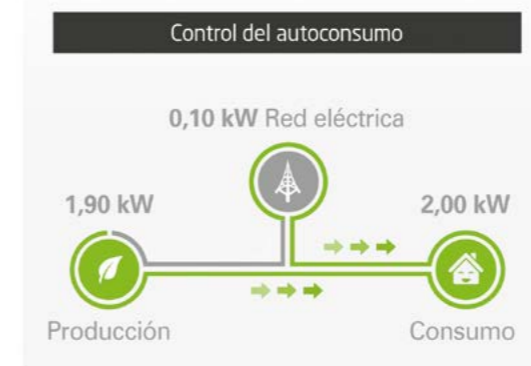 Control del autoconsumo
0,10 kW Red eléctrica
1,90 kW
2,00 kW
Producción
Consumo